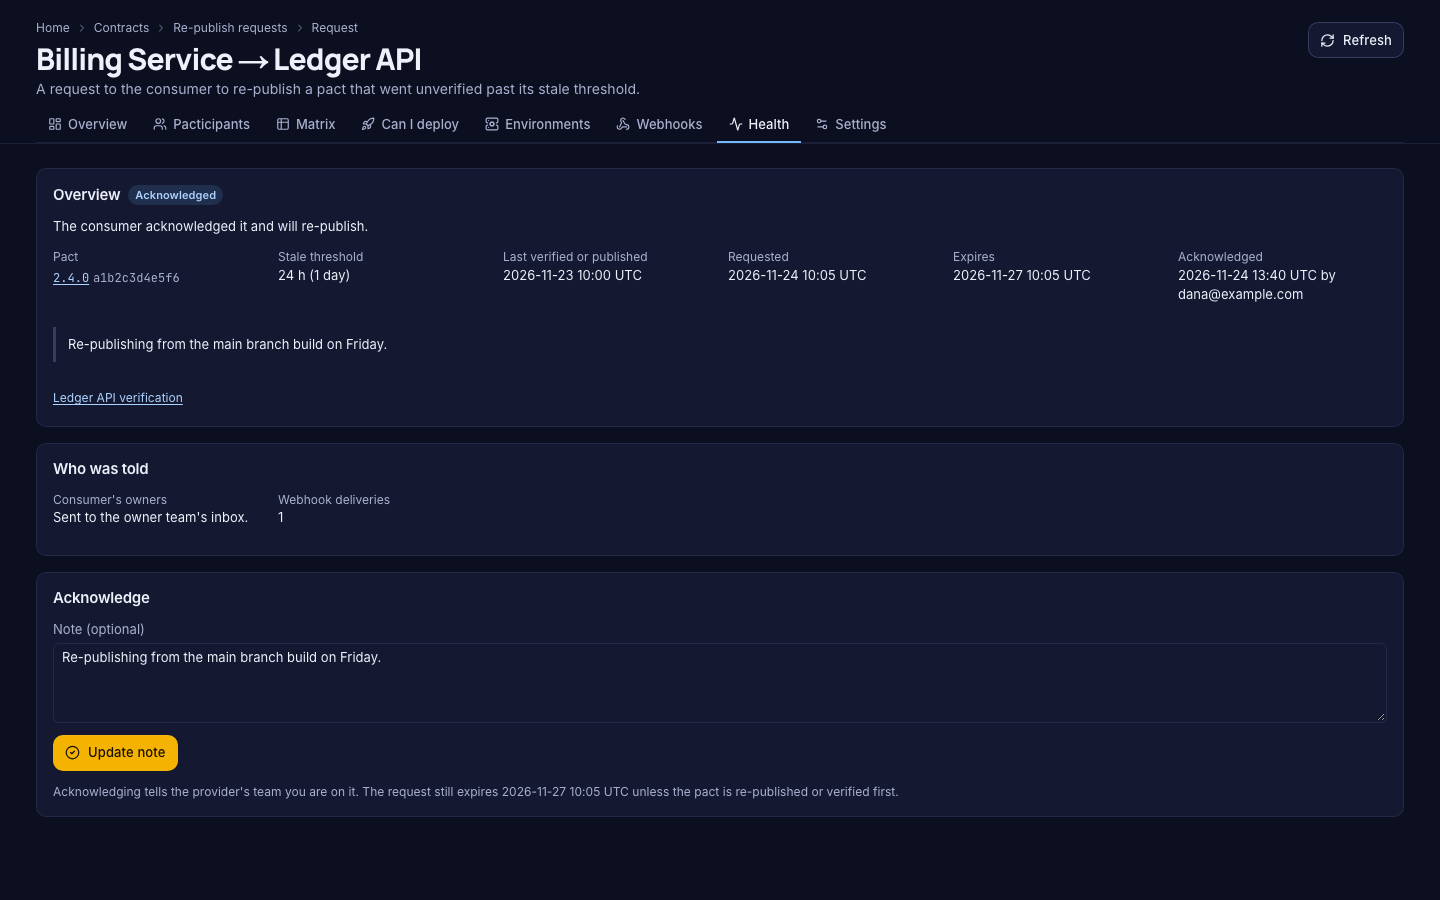 Home > Contracts > Re-publish requests > Request
Billing Service → Ledger API
A request to the consumer to re-publish a pact that went unverified past its stale threshold.
Refresh
Overview Pacticipants Matrix Can I deploy Environments Webhooks Health Settings
Overview Acknowledged
The consumer acknowledged it and will re-publish.
Pact Stale threshold Last verified or published Requested Expires Acknowledged
2.4.0 a1b2c3d4e5f6 24 h (1 day) 2026-11-23 10:00 UTC 2026-11-24 10:05 UTC 2026-11-27 10:05 UTC 2026-11-24 13:40 UTC by
dana@example.com
Re-publishing from the main branch build on Friday.
Ledger API verification
Who was told
Consumer's owners Webhook deliveries
Sent to the owner team's inbox. 1
Acknowledge
Note (optional)
Re-publishing from the main branch build on Friday.
Update note
Acknowledging tells the provider's team you are on it. The request still expires 2026-11-27 10:05 UTC unless the pact is re-published or verified first.